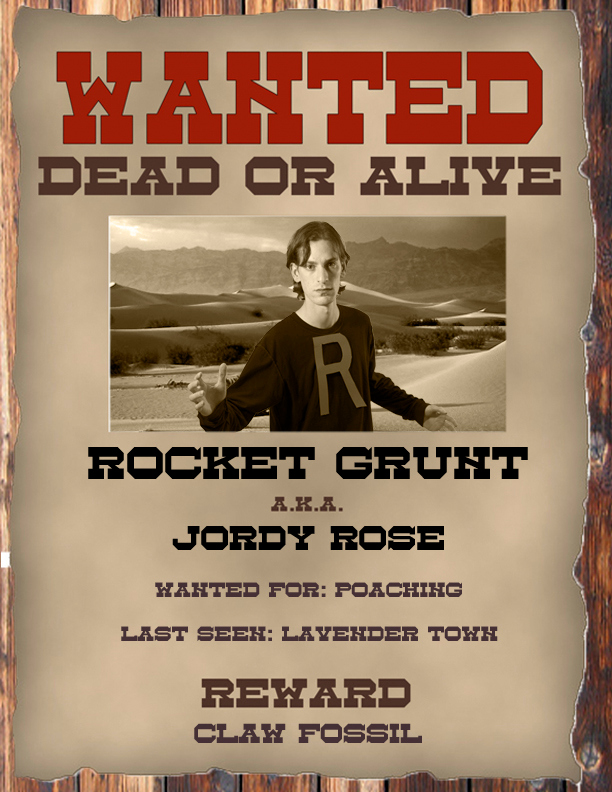 WANTED
DEAD OR ALIVE
R
ROCKET GRUNT
A.K.A.
JORDY ROSE
WANTED FOR: POACHING
LAST SEEN: LAVENDER TOWN
REWARD
CLAW FOSSIL